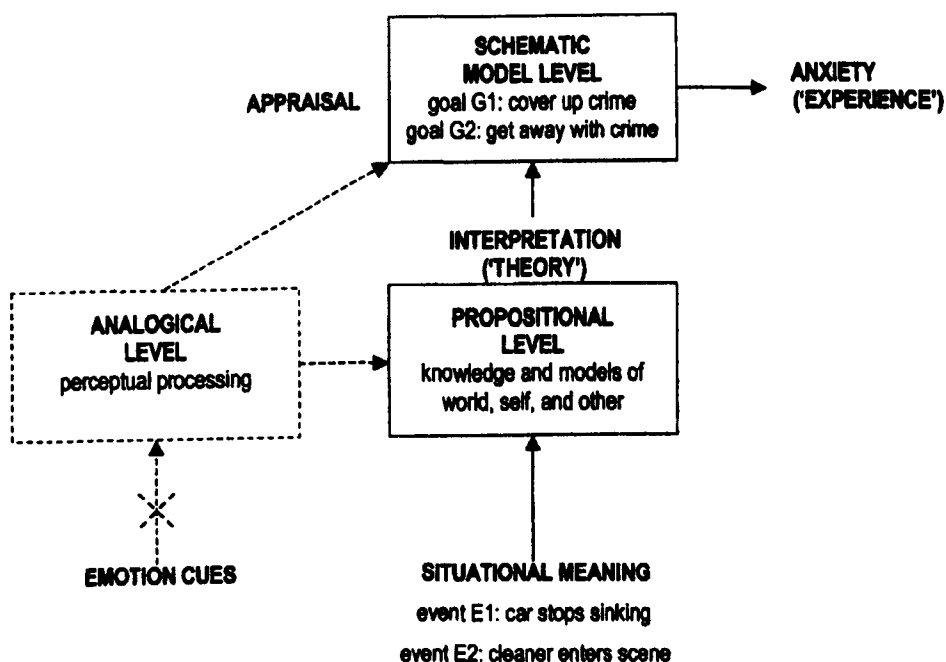 SCHEMATIC
MODEL LEVEL
goal G1: cover up crime
goal G2: get away with crime
APPRAISAL
ANXIETY
('EXPERIENCE')
INTERPRETATION
('THEORY')
ANALOGICAL
LEVEL
perceptual processing
PROPOSITIONAL
LEVEL
knowledge and models of
world, self, and other
EMOTION CUES
SITUATIONAL MEANING
event E1: car stops sinking
event E2: cleaner enters scene